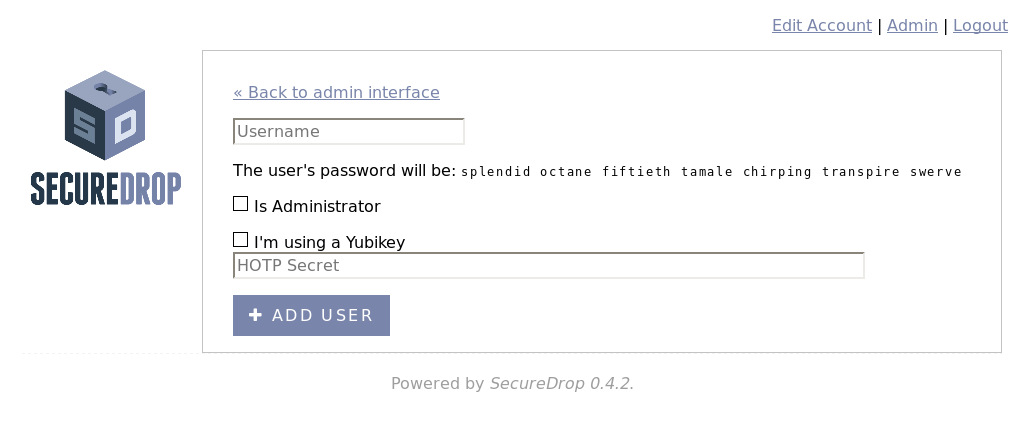 Edit Account | Admin | Logout
« Back to admin interface
Username
The user's password will be: splendid octane fiftieth tamale chirping transpire swerve
Is Administrator
I'm using a Yubikey
HOTP Secret
ADD USER
SD
SECUREDROP
Powered by SecureDrop 0.4.2.